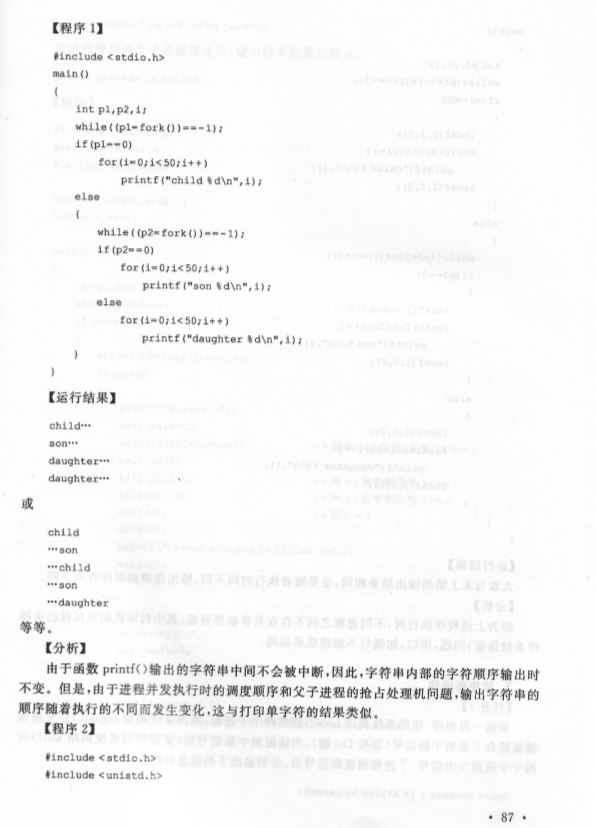 【程序 1】
#include <stdio.h>
main()
{
int p1,p2,i;
while((p1=fork())==-1);
if(p1==0)
for(i=0;i<50;i++)
printf("child %d\n",i);
else
{
while((p2=fork())==-1);
if(p2==0)
for(i=0;i<50;i++)
printf("son %d\n",i);
else
for(i=0;i<50;i++)
printf("daughter %d\n",i);
}
}
【运行结果】
child…
son…
daughter…
daughter…
或
child
…son
…child
…son
…daughter
等等。
【分析】
由于函数 printf()输出的字符串中间不会被中断,因此,字符串内部的字符顺序输出时
不变。但是,由于进程并发执行时的调度顺序和父子进程的抢占处理机问题,输出字符串的
顺序随着执行的不同而发生变化,这与打印单字符的结果类似。
【程序 2】
#include <stdio.h>
#include <unistd.h>
· 87 ·